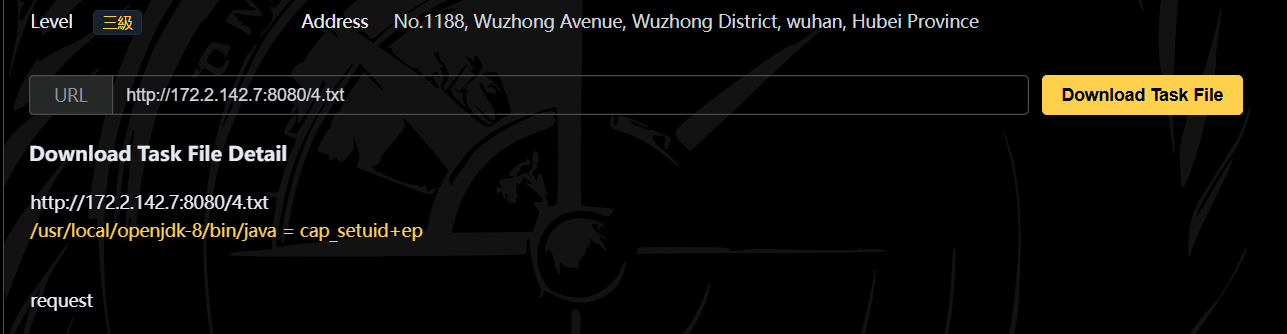 Level 三級 Address No.1188, Wuzhong Avenue, Wuzhong District, wuhan, Hubei Province
URL http://172.2.142.7:8080/4.txt Download Task File
Download Task File Detail
http://172.2.142.7:8080/4.txt
/usr/local/openjdk-8/bin/java = cap_setuid+ep
request